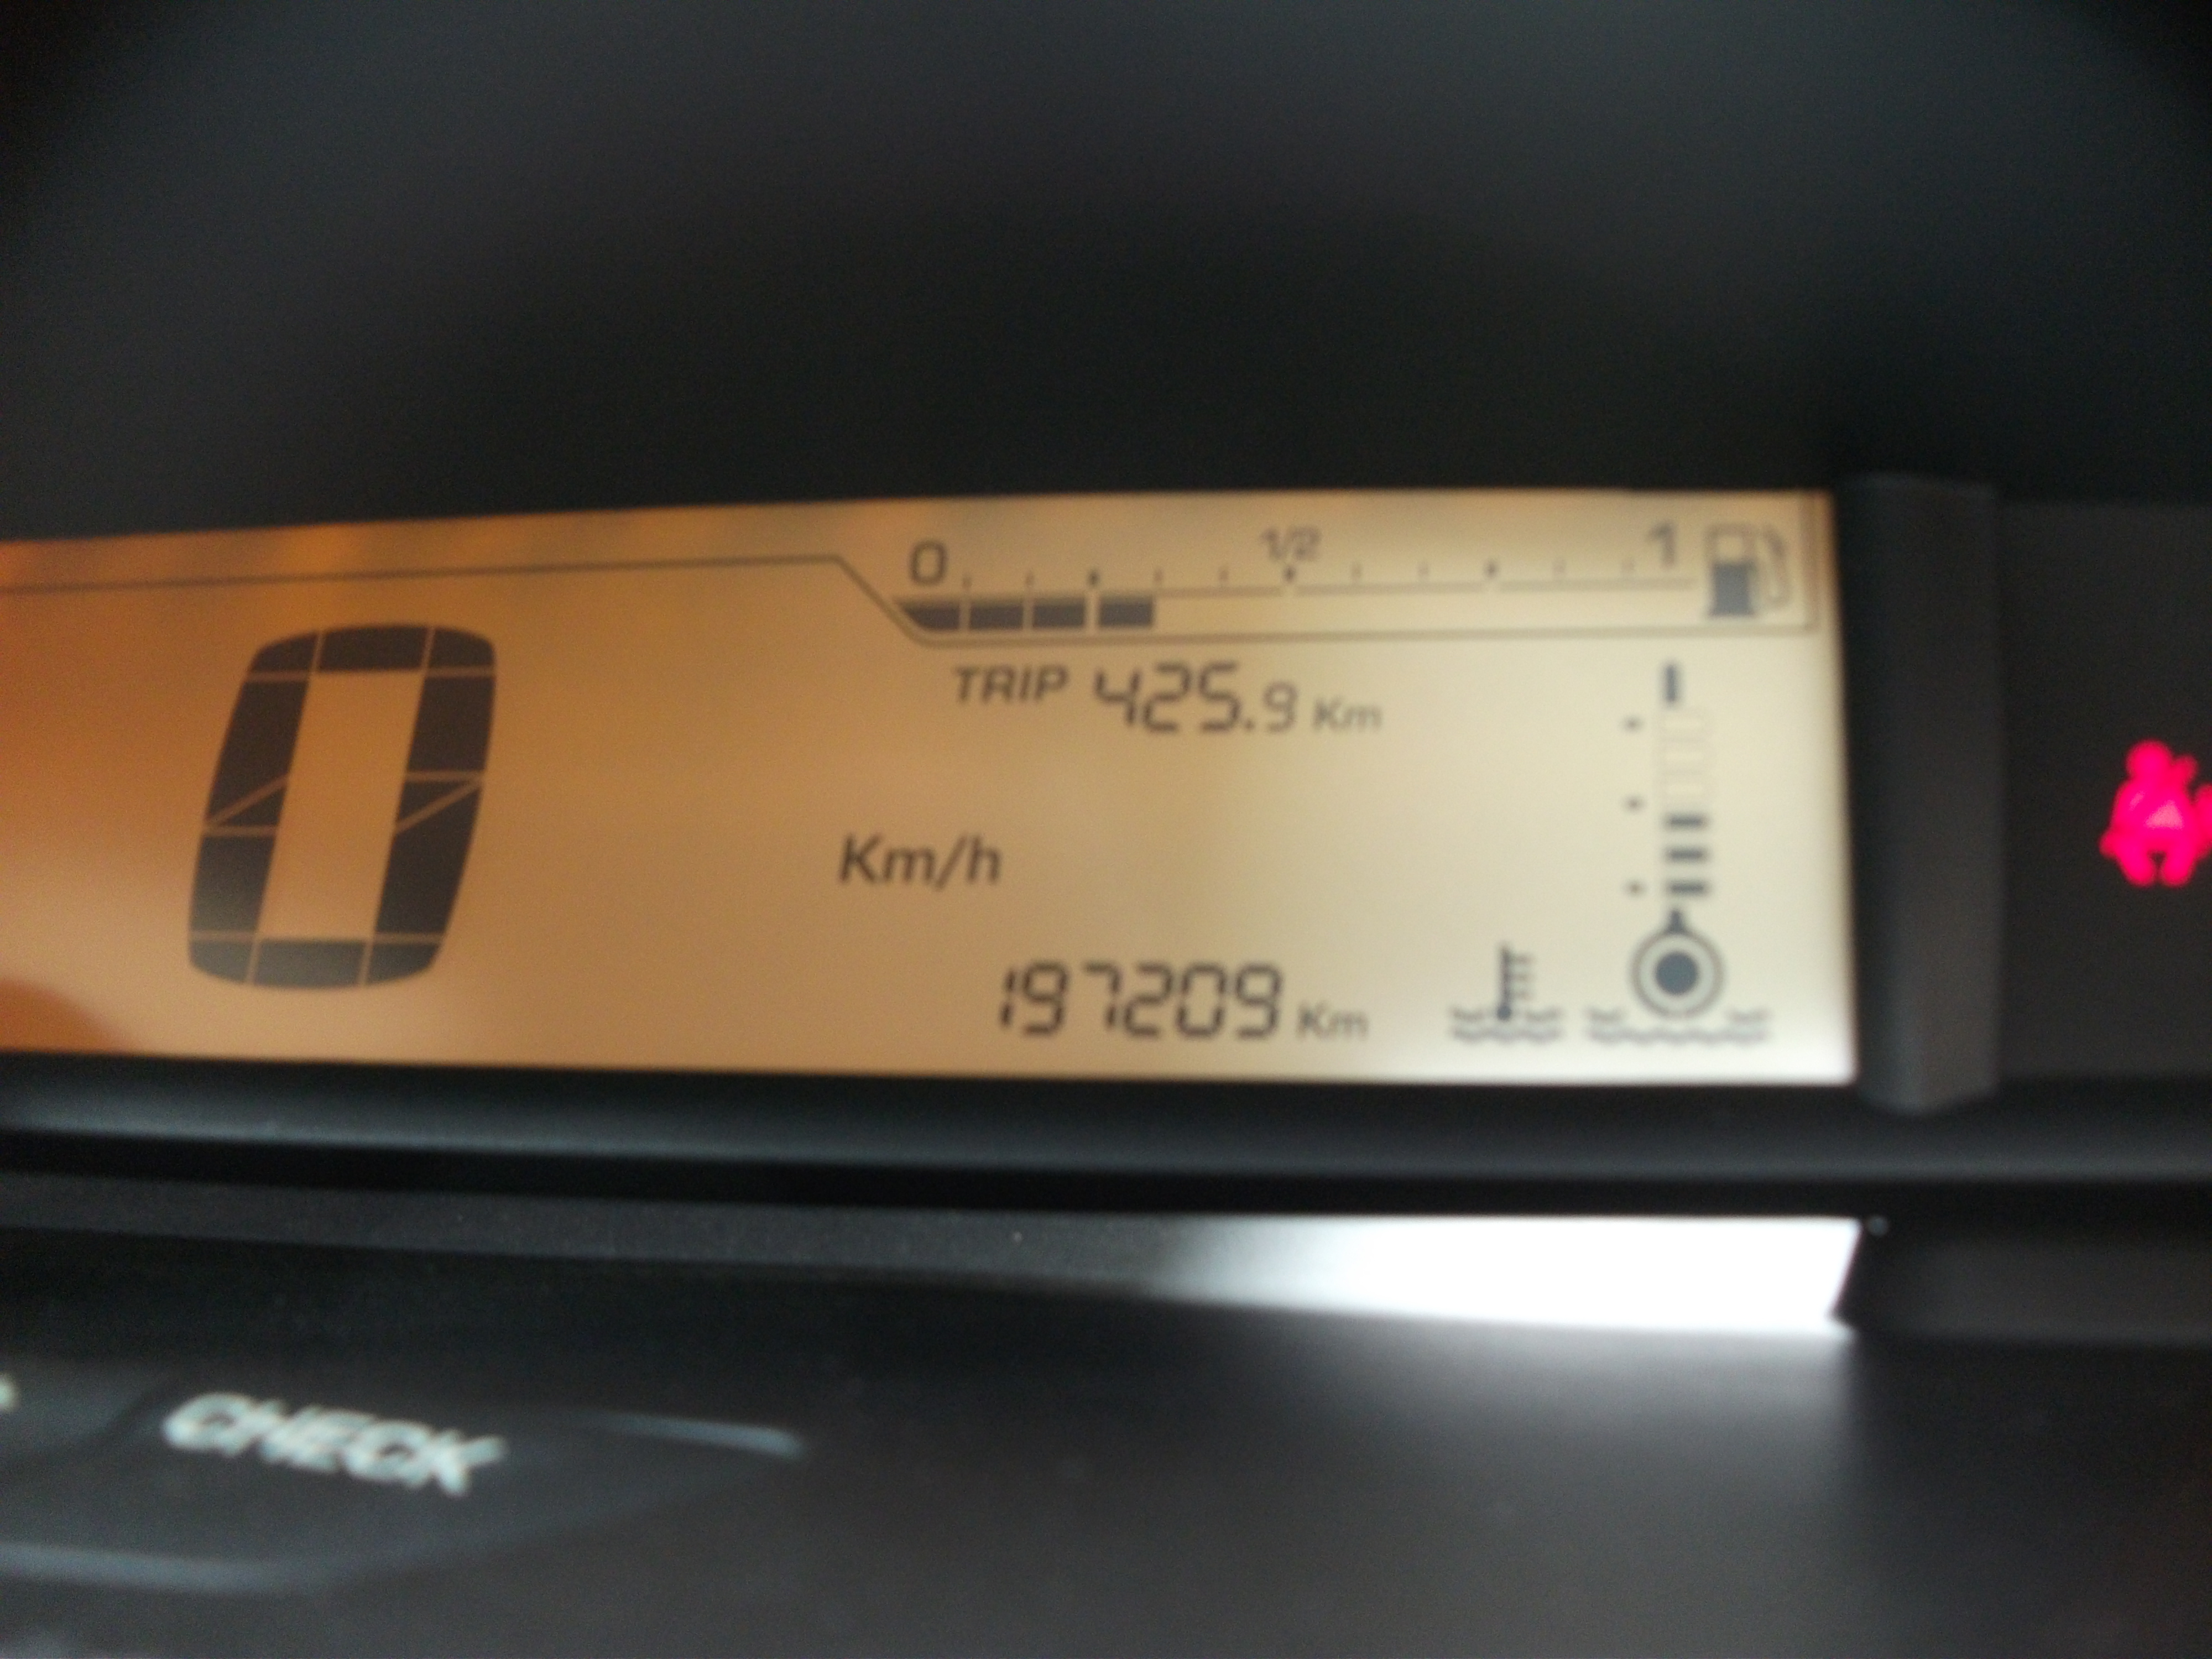 0 1/2 1
TRIP 425.9 Km
0 Km/h
197209 Km
CHECK